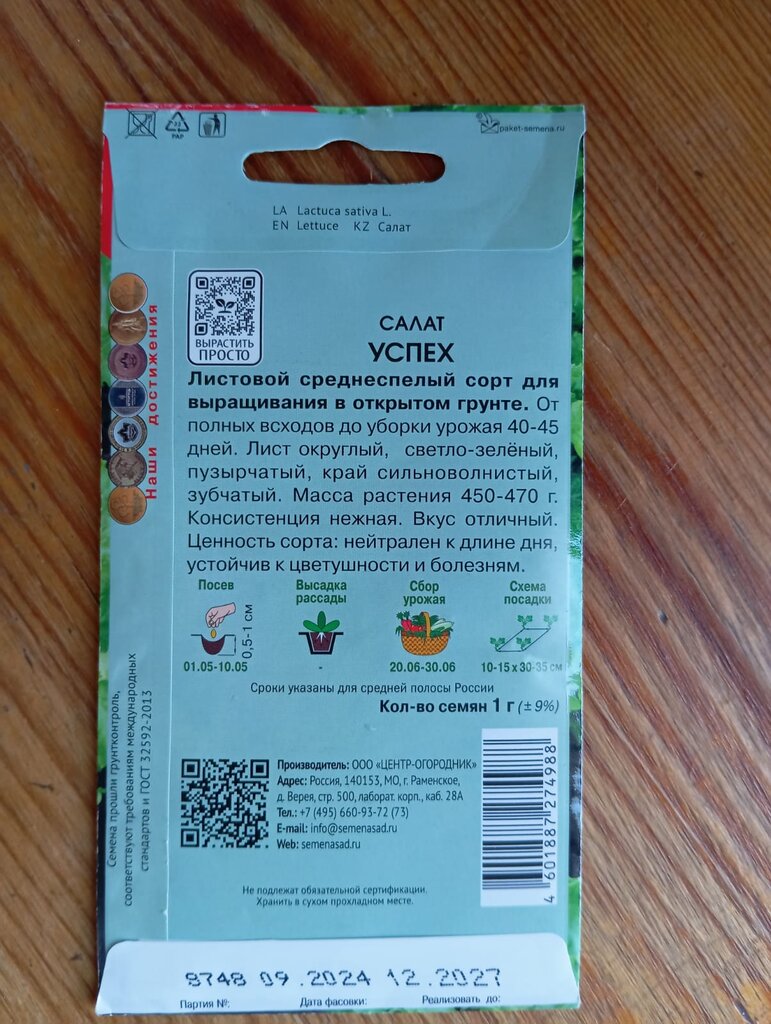 33
PAP
paket-semena.ru
LA Lactuca sativa L.
EN Lettuce KZ Салат
ВЫРАСТИТЬ
ПРОСТО
Наши достижения
САЛАТ
УСПЕХ
Листовой среднеспелый сорт для
выращивания в открытом грунте. От
полных всходов до уборки урожая 40-45
дней. Лист округлый, светло-зелёный,
пузырчатый, край сильноволнистый,
зубчатый. Масса растения 450-470 г.
Консистенция нежная. Вкус отличный.
Ценность сорта: нейтрален к длине дня,
устойчив к цветушности и болезням.
Посев
Высадка
рассады
Сбор
урожая
Схема
посадки
0,5-1 см
01.05-10.05
-
20.06-30.06
10-15 x 30-35 см
Сроки указаны для средней полосы России
Кол-во семян 1 г (± 9%)
Семена прошли грунтконтроль,
соответствуют требованиям международных
стандартов и ГОСТ 32592-2013
Производитель: ООО «ЦЕНТР-ОГОРОДНИК»
Адрес: Россия, 140153, МО, г. Раменское,
д. Верея, стр. 500, лаборат. корп., каб. 28А
Тел.: +7 (495) 660-93-72 (73)
E-mail: info@semenasad.ru
Web: semenasad.ru
4 601887 274988
Не подлежат обязательной сертификации.
Хранить в сухом прохладном месте.
8748 09.2024 12.2027
Партия №: Дата фасовки: Реализовать до: